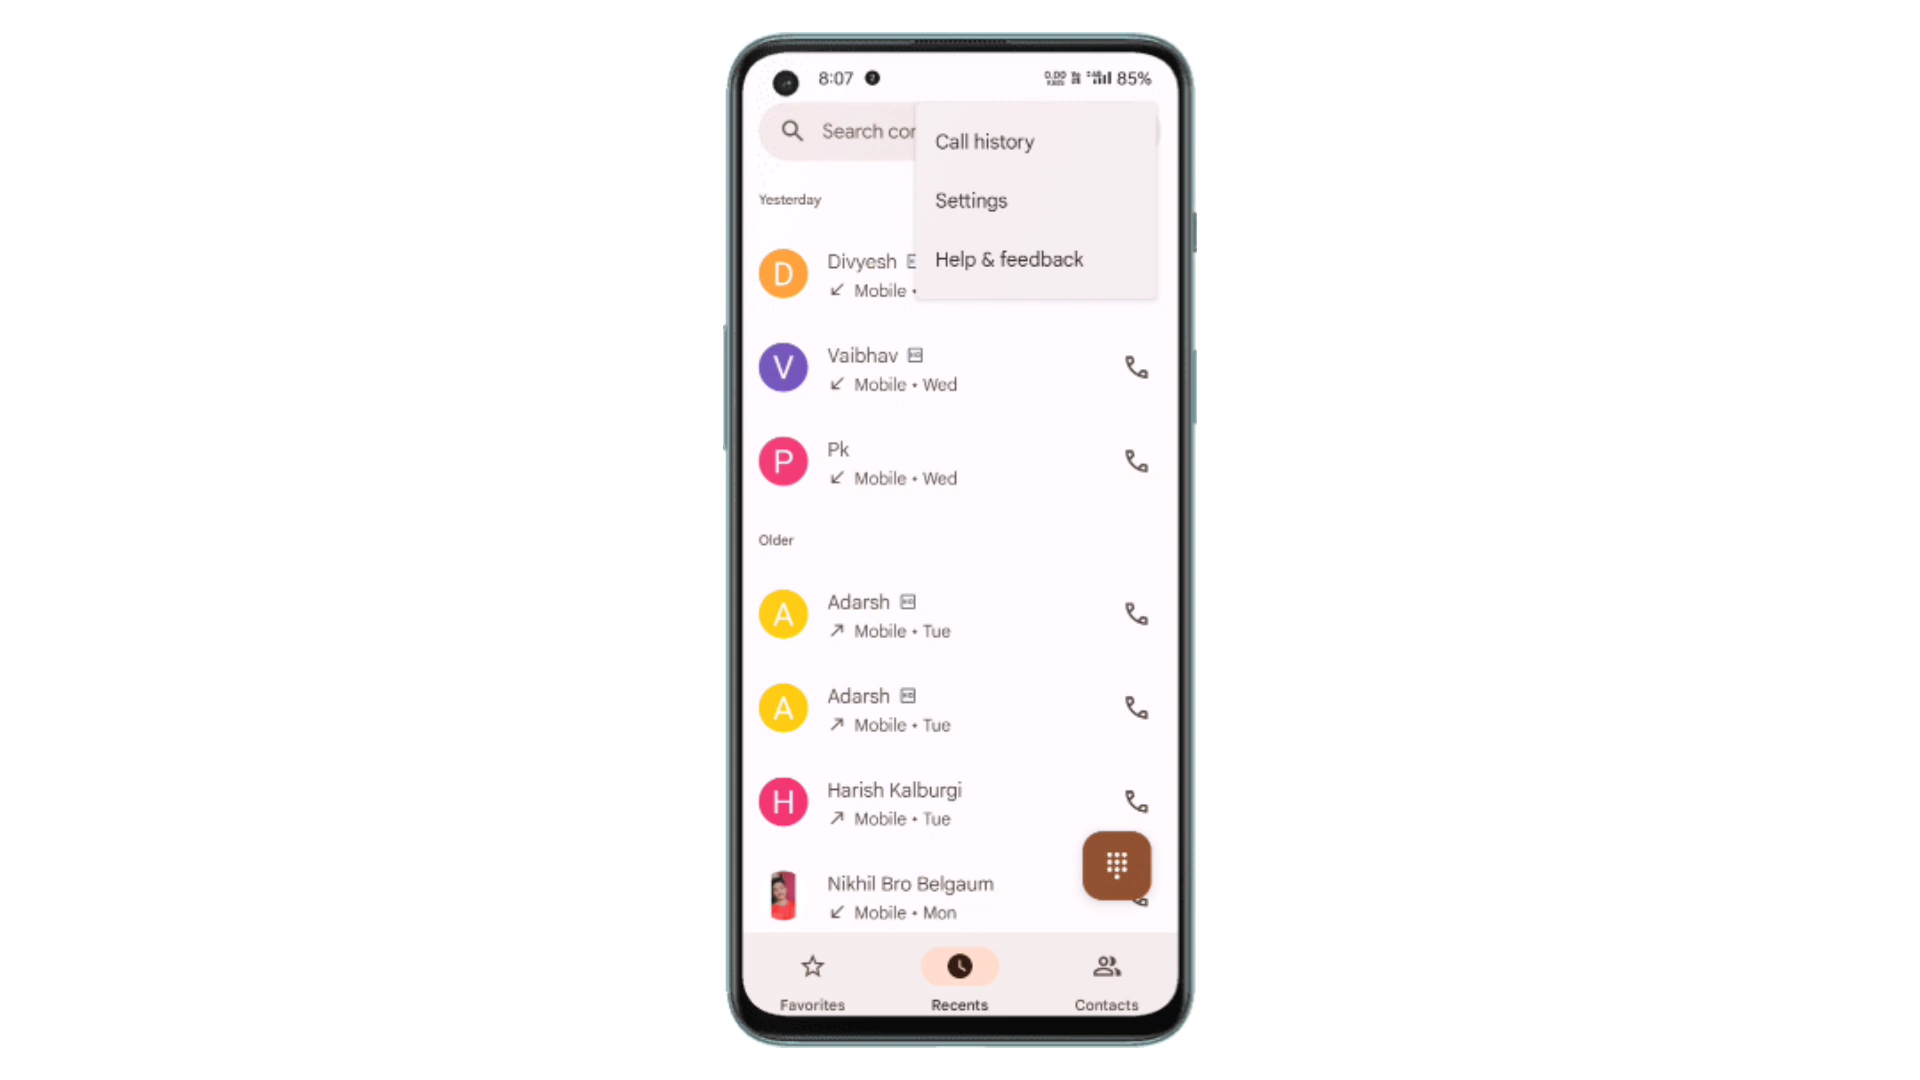 8:07
85%
Search
Call history
Settings
Help & feedback
Yesterday
D
Divyesh
Mobile •
V
Vaibhav
Mobile • Wed
P
Pk
Mobile • Wed
Older
A
Adarsh
Mobile • Tue
A
Adarsh
Mobile • Tue
H
Harish Kalburgi
Mobile • Tue
Nikhil Bro Belgaum
Mobile • Mon
Favorites
Recents
Contacts